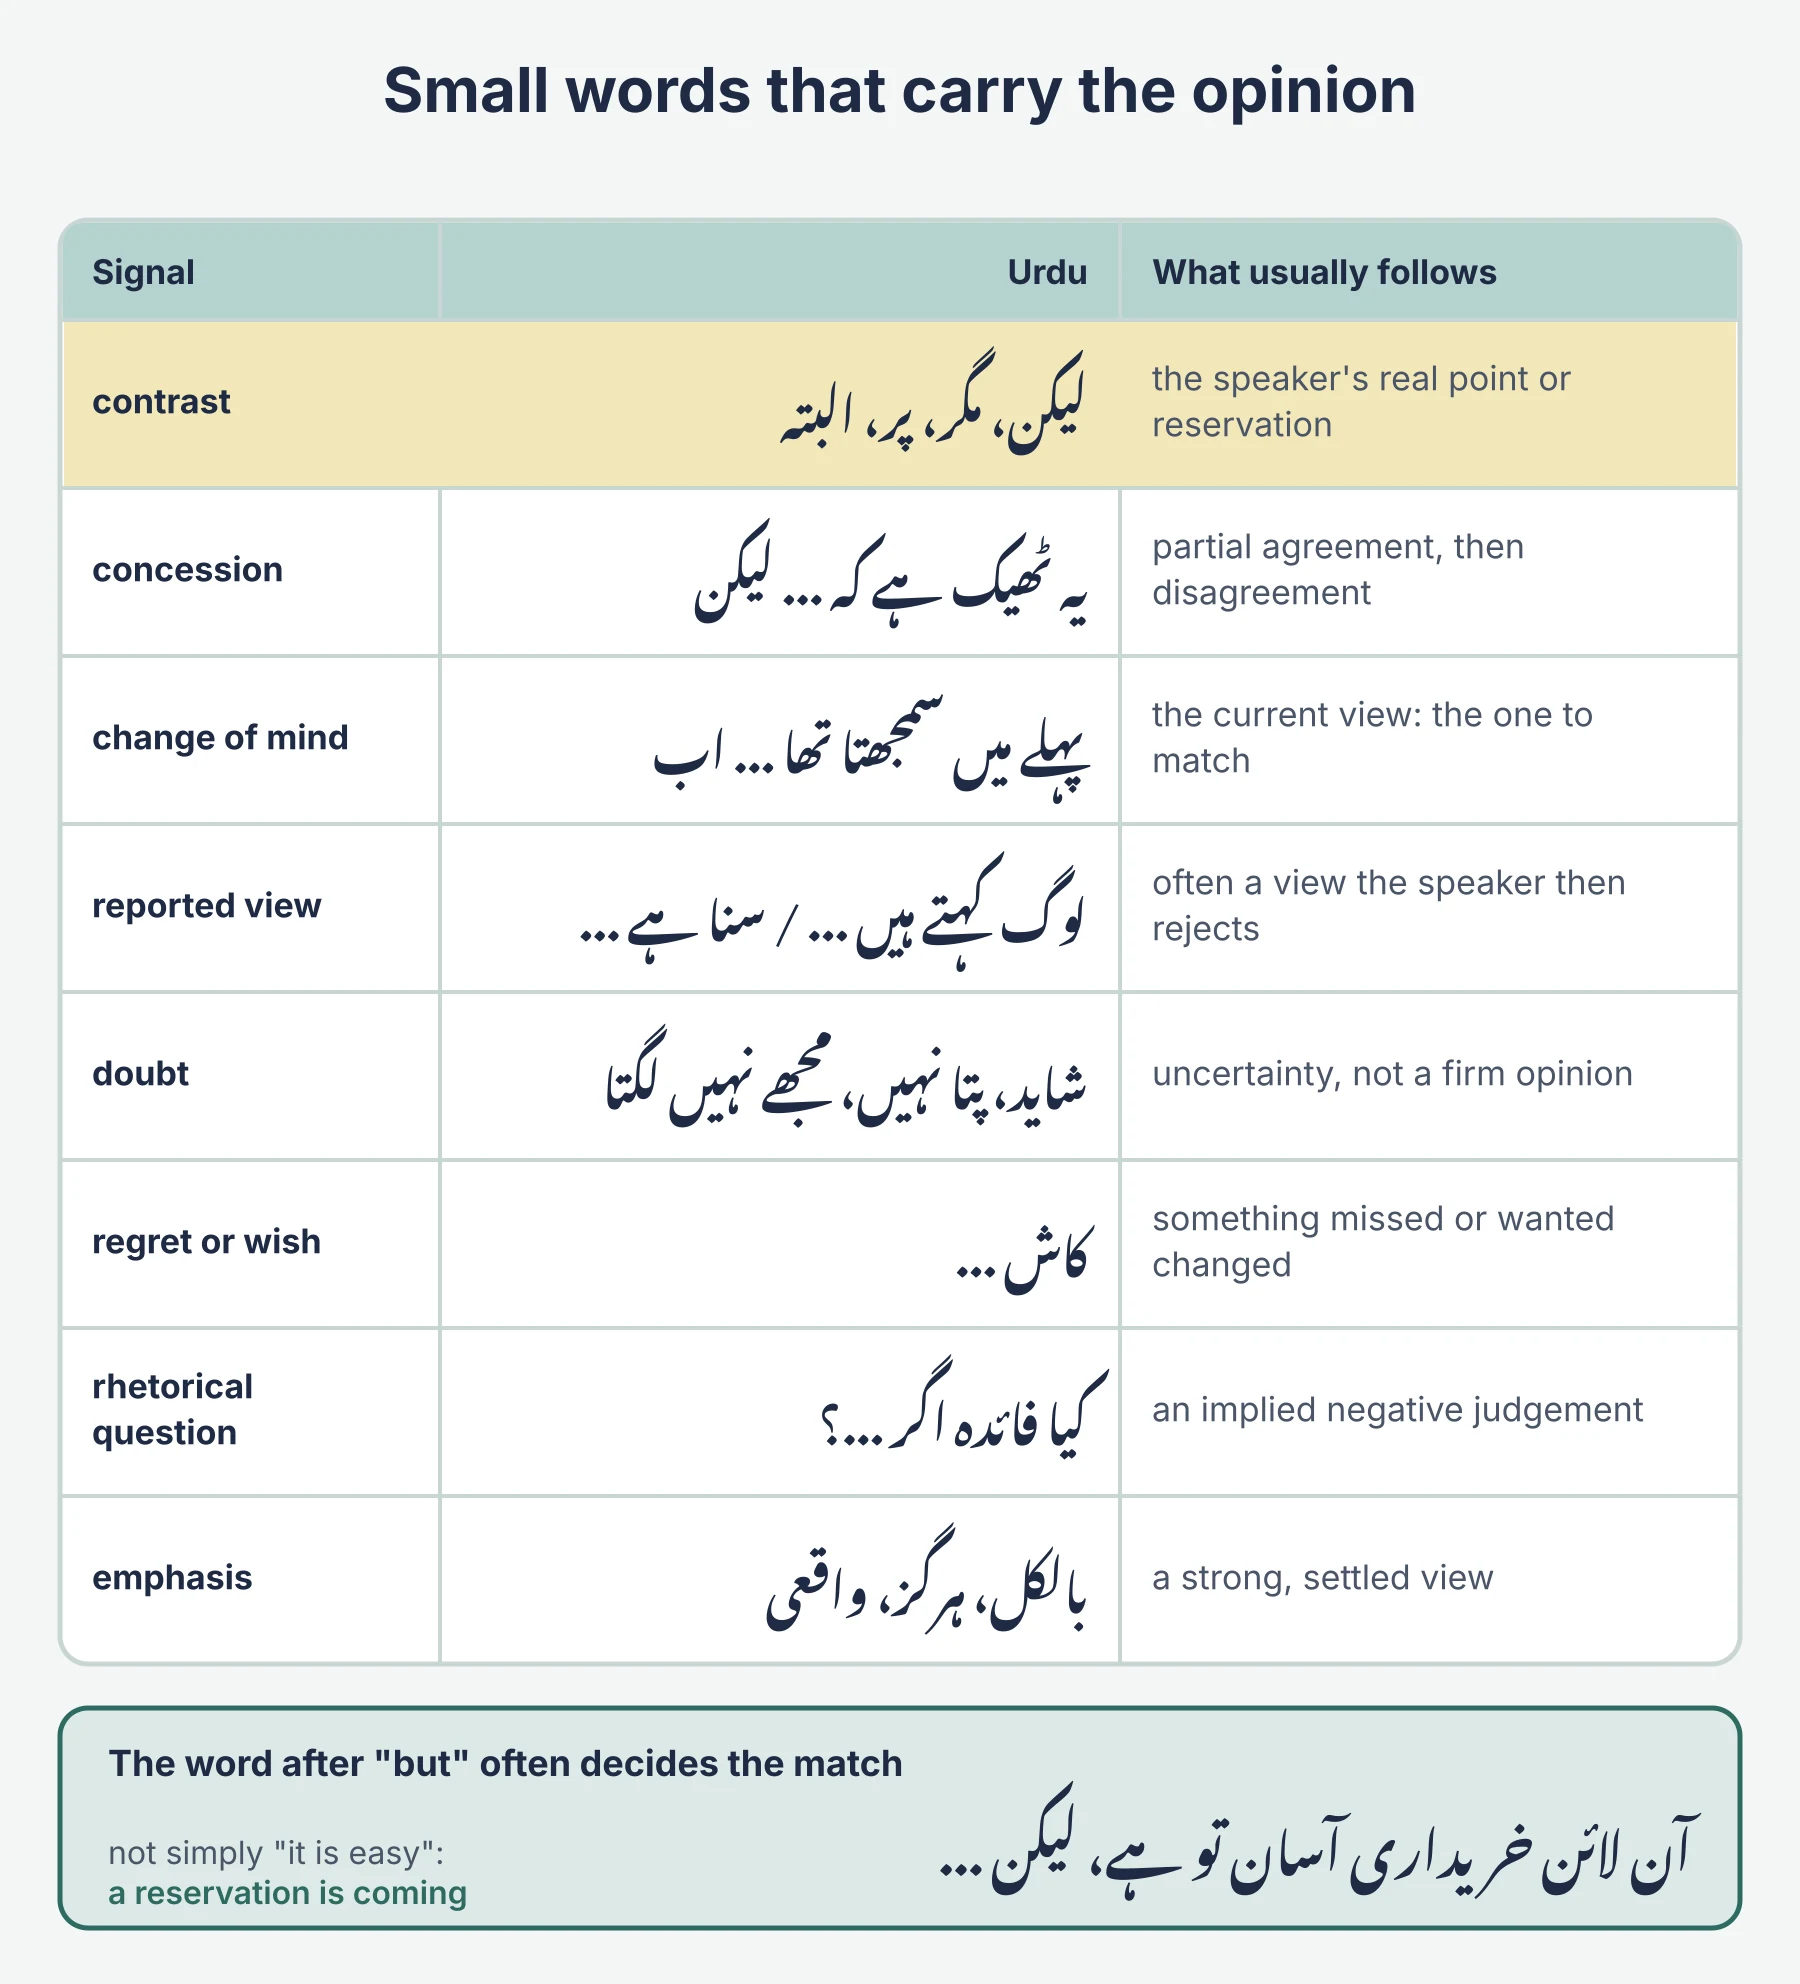 Small words that carry the opinion
Signal
Urdu
What usually follows
contrast
لیکن، مگر، پر، البتہ
the speaker's real point or
reservation
concession
یہ ٹھیک ہے کہ ... لیکن
partial agreement, then
disagreement
change of mind
پہلے میں سمجھتا تھا ... اب
the current view: the one to
match
reported view
لوگ کہتے ہیں ... / سنا ہے ...
often a view the speaker then
rejects
doubt
شاید، پتا نہیں، مجھے نہیں لگتا
uncertainty, not a firm opinion
regret or wish
کاش ...
something missed or wanted
changed
rhetorical
question
کیا فائدہ اگر ...؟
an implied negative judgement
emphasis
بالکل، ہرگز، واقعی
a strong, settled view
The word after "but" often decides the match
آن لائن خریداری آسان تو ہے، لیکن ...
not simply "it is easy":
a reservation is coming